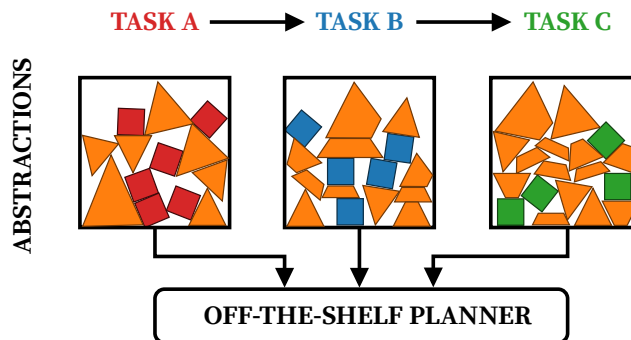 TASK A
TASK B
TASK C
ABSTRACTIONS
OFF-THE-SHELF PLANNER